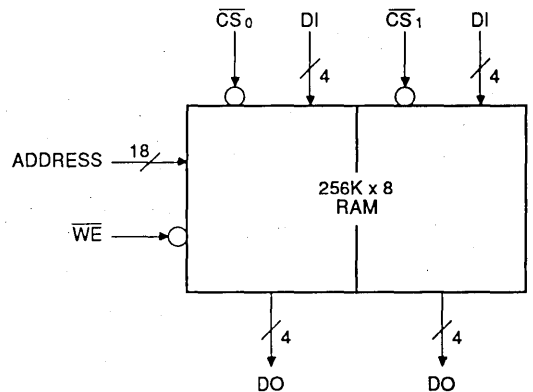 CS₀ DI CS₁ DI
4 4
ADDRESS 18
256K x 8
RAM
WE
4 4
DO DO